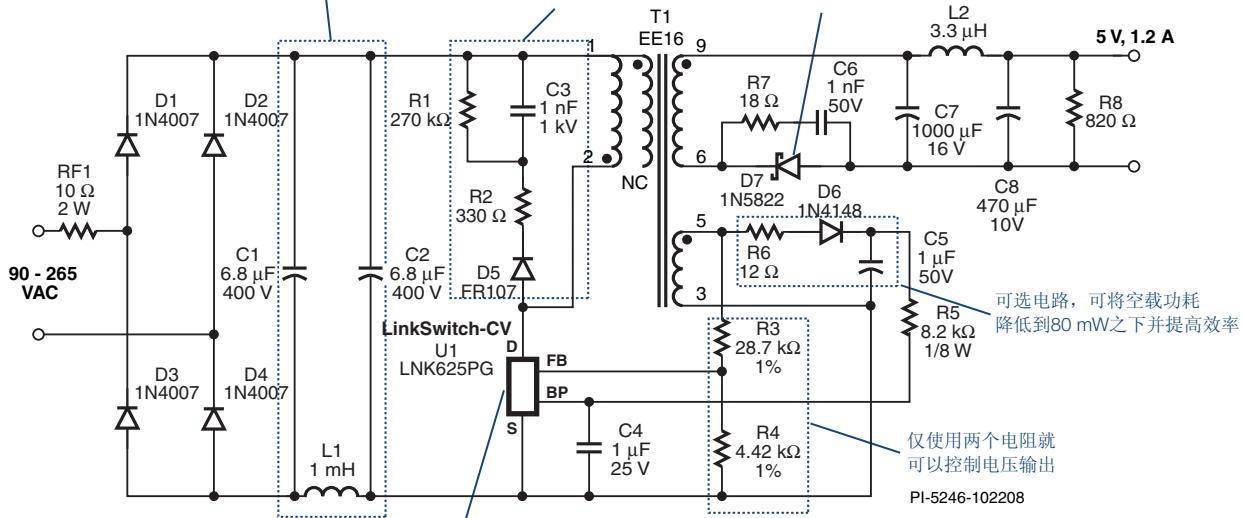 T1
EE16
L2
3.3 µH
5 V, 1.2 A
1
9
D1
1N4007
D2
1N4007
R1
270 kΩ
C3
1 nF
1 kV
R7
18 Ω
C6
1 nF
50V
C7
1000 µF
16 V
R8
820 Ω
2
6
NC
D7
1N5822
RF1
10 Ω
2 W
R2
330 Ω
D6
1N4148
C8
470 µF
10V
5
R6
12 Ω
C5
1 µF
50V
90 - 265
VAC
C1
6.8 µF
400 V
C2
6.8 µF
400 V
D5
FR107
3
可选电路，可将空载功耗
降低到80 mW之下并提高效率
R5
8.2 kΩ
1/8 W
LinkSwitch-CV
U1
LNK625PG
D
FB
BP
S
R3
28.7 kΩ
1%
D3
1N4007
D4
1N4007
C4
1 µF
25 V
R4
4.42 kΩ
1%
仅使用两个电阻就
可以控制电压输出
L1
1 mH
PI-5246-102208